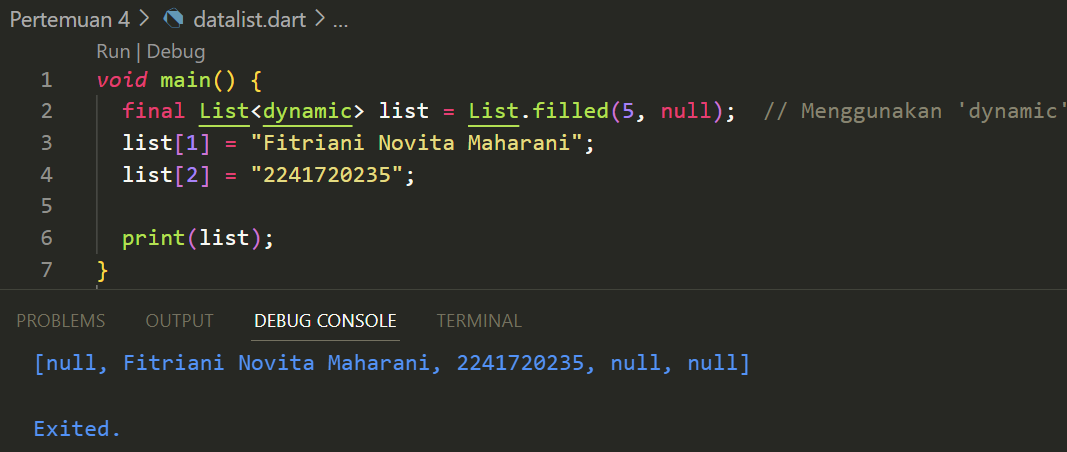 Pertemuan 4 > datalist.dart > ...
Run | Debug
1 void main() {
2 final List<dynamic> list = List.filled(5, null); // Menggunakan 'dynamic'
3 list[1] = "Fitriani Novita Maharani";
4 list[2] = "2241720235";
5
6 print(list);
7 }
PROBLEMS OUTPUT DEBUG CONSOLE TERMINAL
[null, Fitriani Novita Maharani, 2241720235, null, null]
Exited.